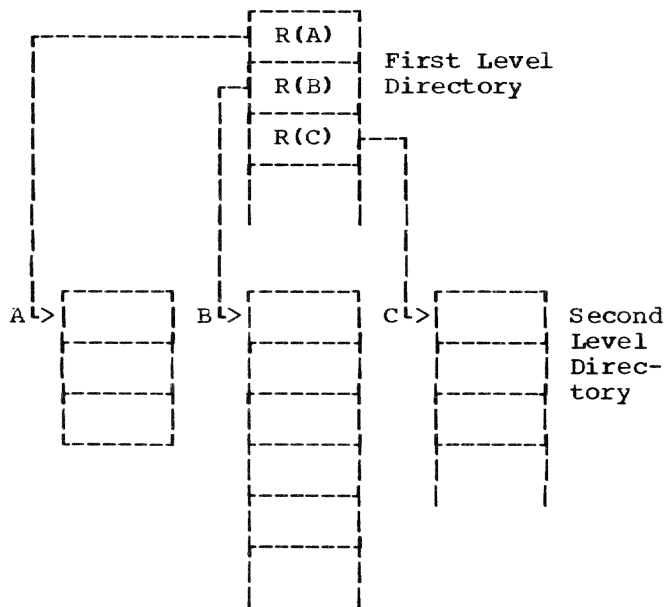 R(A)
First Level
Directory
R(B)
R(C)
A
B
C
Second
Level
Direc-
tory